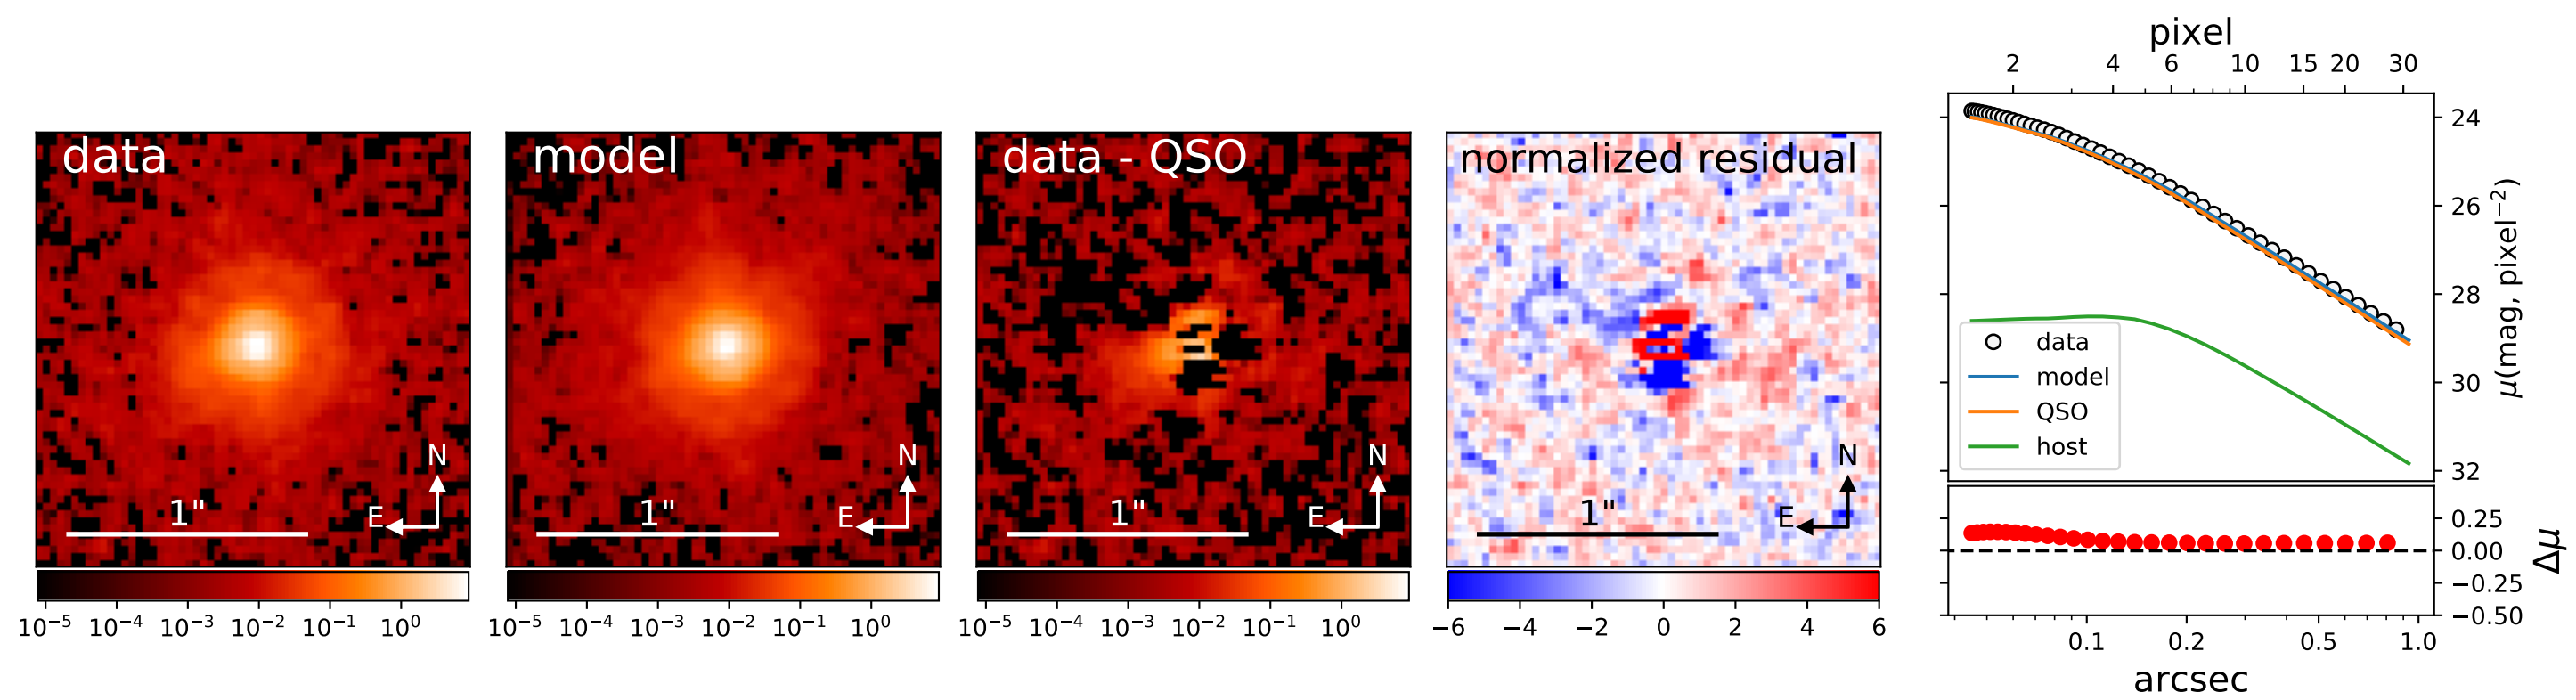 data
1"
N
E
10⁻⁵ 10⁻⁴ 10⁻³ 10⁻² 10⁻¹ 10⁰
model
1"
N
E
10⁻⁵ 10⁻⁴ 10⁻³ 10⁻² 10⁻¹ 10⁰
data - QSO
1"
N
E
10⁻⁵ 10⁻⁴ 10⁻³ 10⁻² 10⁻¹ 10⁰
normalized residual
1"
N
E
−6 −4 −2 0 2 4 6
pixel
2 4 6 10 15 20 30
24
26
28
30
32
μ(mag, pixel⁻²)
data
model
QSO
host
0.25
0.00
−0.25
−0.50
Δμ
0.1 0.2 0.5 1.0
arcsec